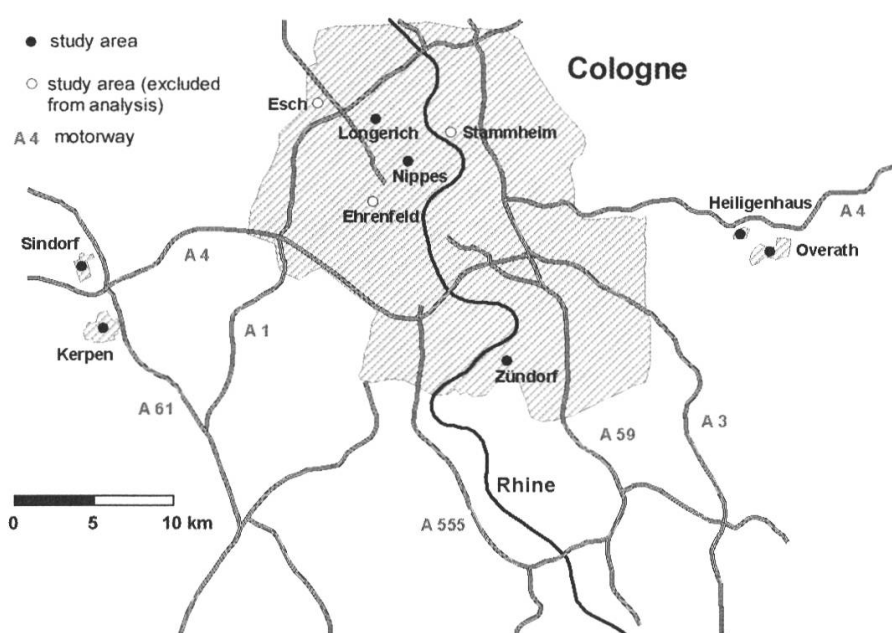 study area
study area (excluded
from analysis)
A 4 motorway
Cologne
Esch
Longerich
Stammheim
Nippes
Ehrenfeld
Heiligenhaus
A 4
Overath
Sindorf
A 4
Kerpen
A 1
Zündorf
A 61
A 59
A 3
Rhine
A 555
0 5 10 km